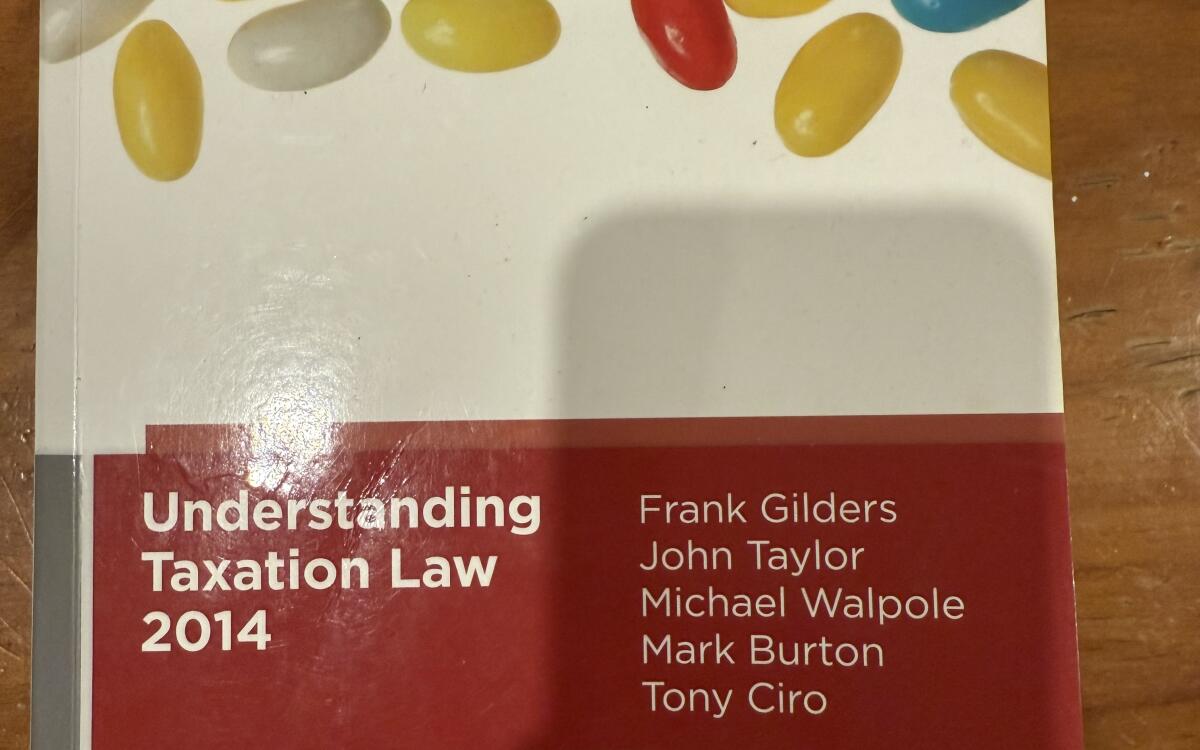 Understanding
Taxation Law
2014
Frank Gilders
John Taylor
Michael Walpole
Mark Burton
Tony Ciro